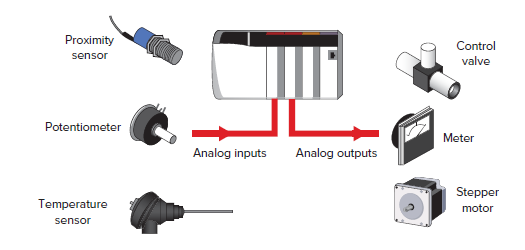 Proximity
sensor
Control
valve
Potentiometer
Analog inputs
Analog outputs
Meter
Temperature
sensor
Stepper
motor